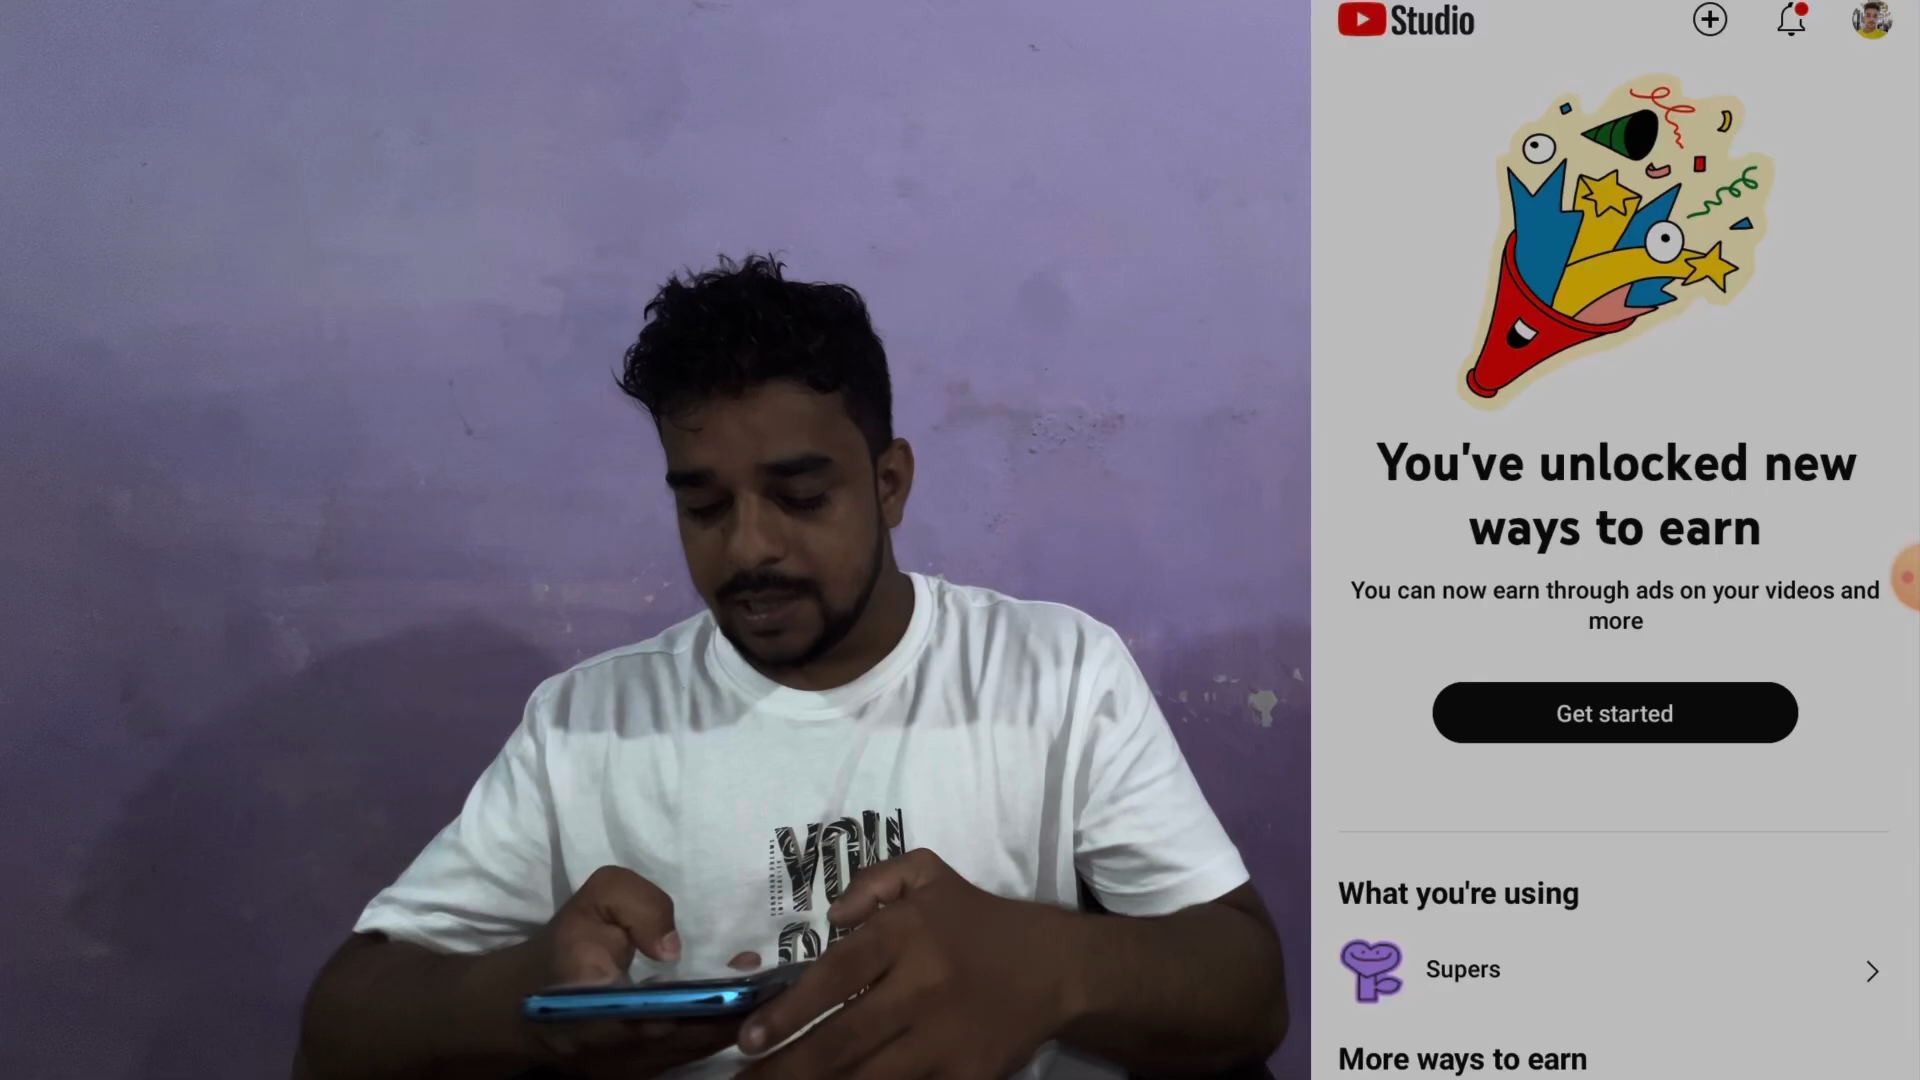 Studio
You've unlocked new
ways to earn
You can now earn through ads on your videos and
more
Get started
What you're using
Supers
More ways to earn
YOU